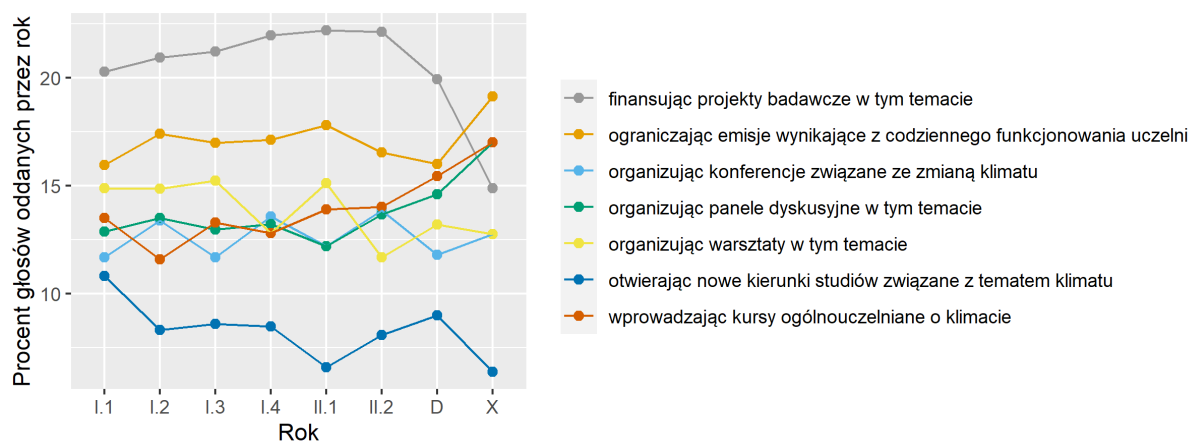 Procent głosów oddanych przez rok
20
15
10
I.1 I.2 I.3 I.4 II.1 II.2 D X
Rok
finansując projekty badawcze w tym temacie
ograniczając emisje wynikające z codziennego funkcjonowania uczelni
organizując konferencje związane ze zmianą klimatu
organizując panele dyskusyjne w tym temacie
organizując warsztaty w tym temacie
otwierając nowe kierunki studiów związane z tematem klimatu
wprowadzając kursy ogólnouczelniane o klimacie